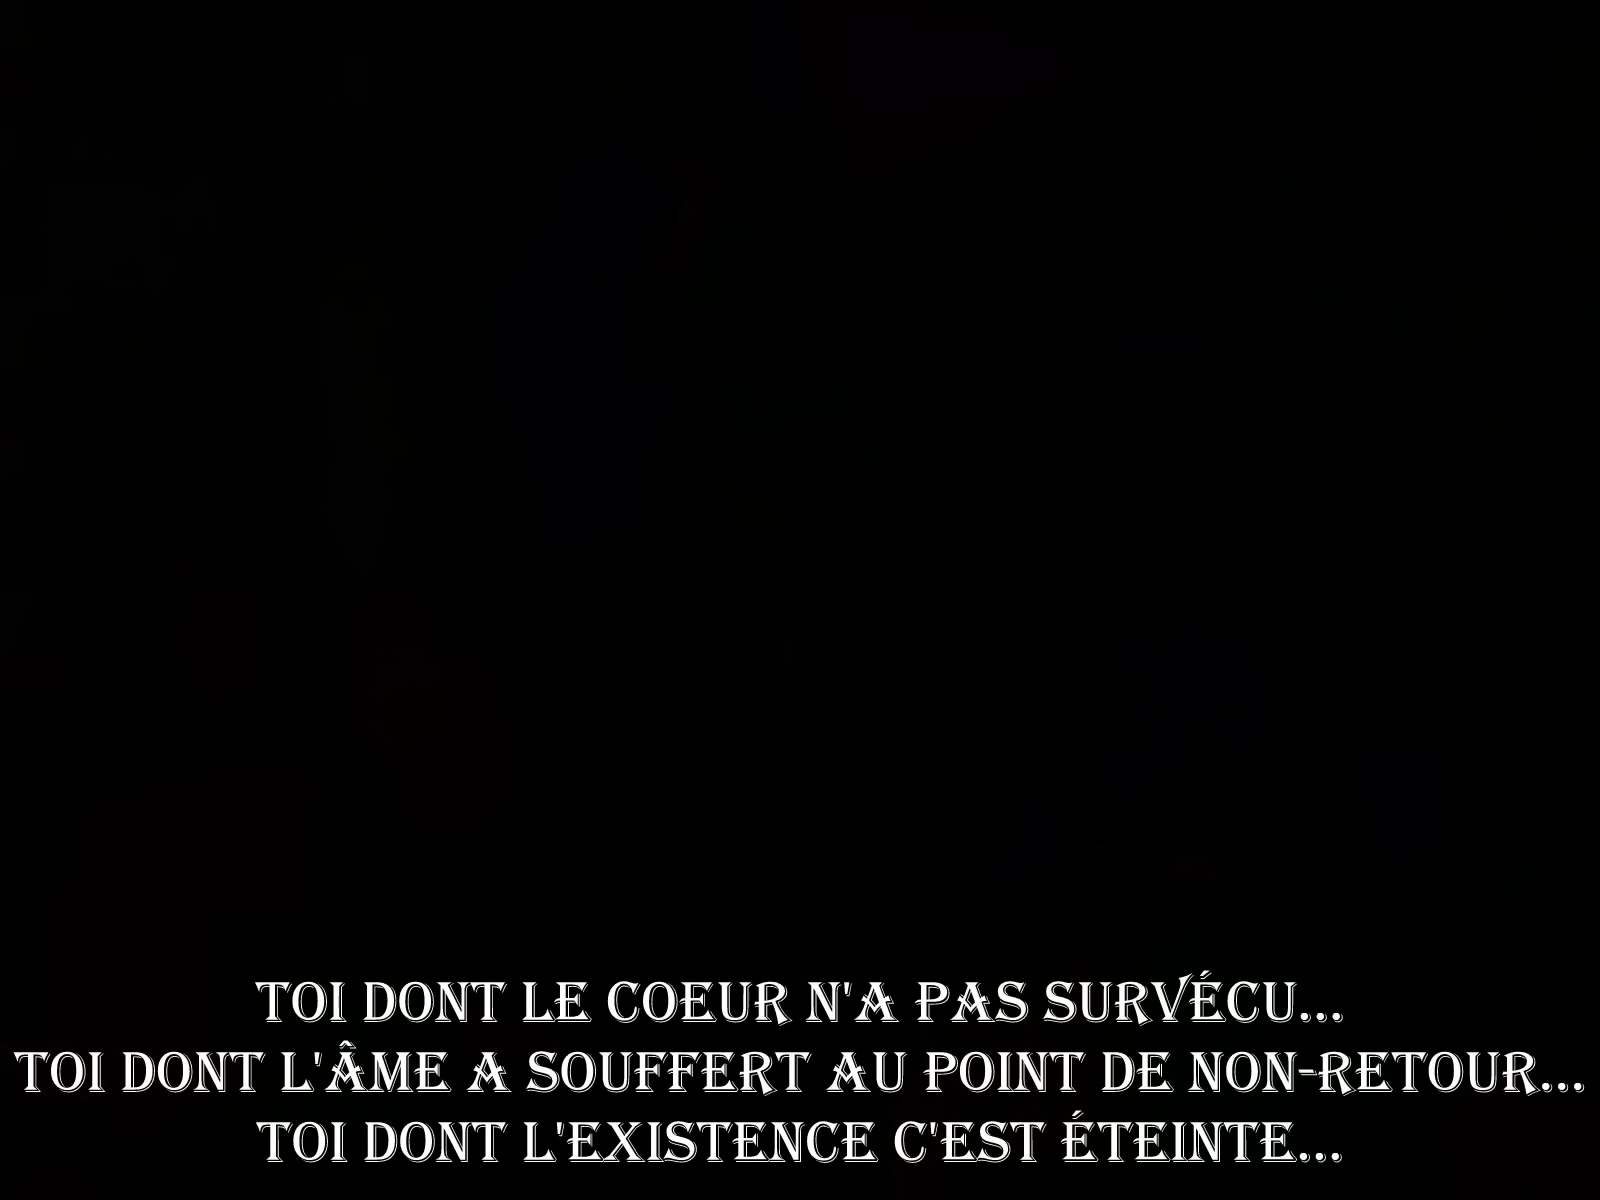 TOI DONT LE COEUR N'A PAS SURVÉCU...
TOI DONT L'ÂME A SOUFFERT AU POINT DE NON-RETOUR...
TOI DONT L'EXISTENCE C'EST ÉTEINTE...